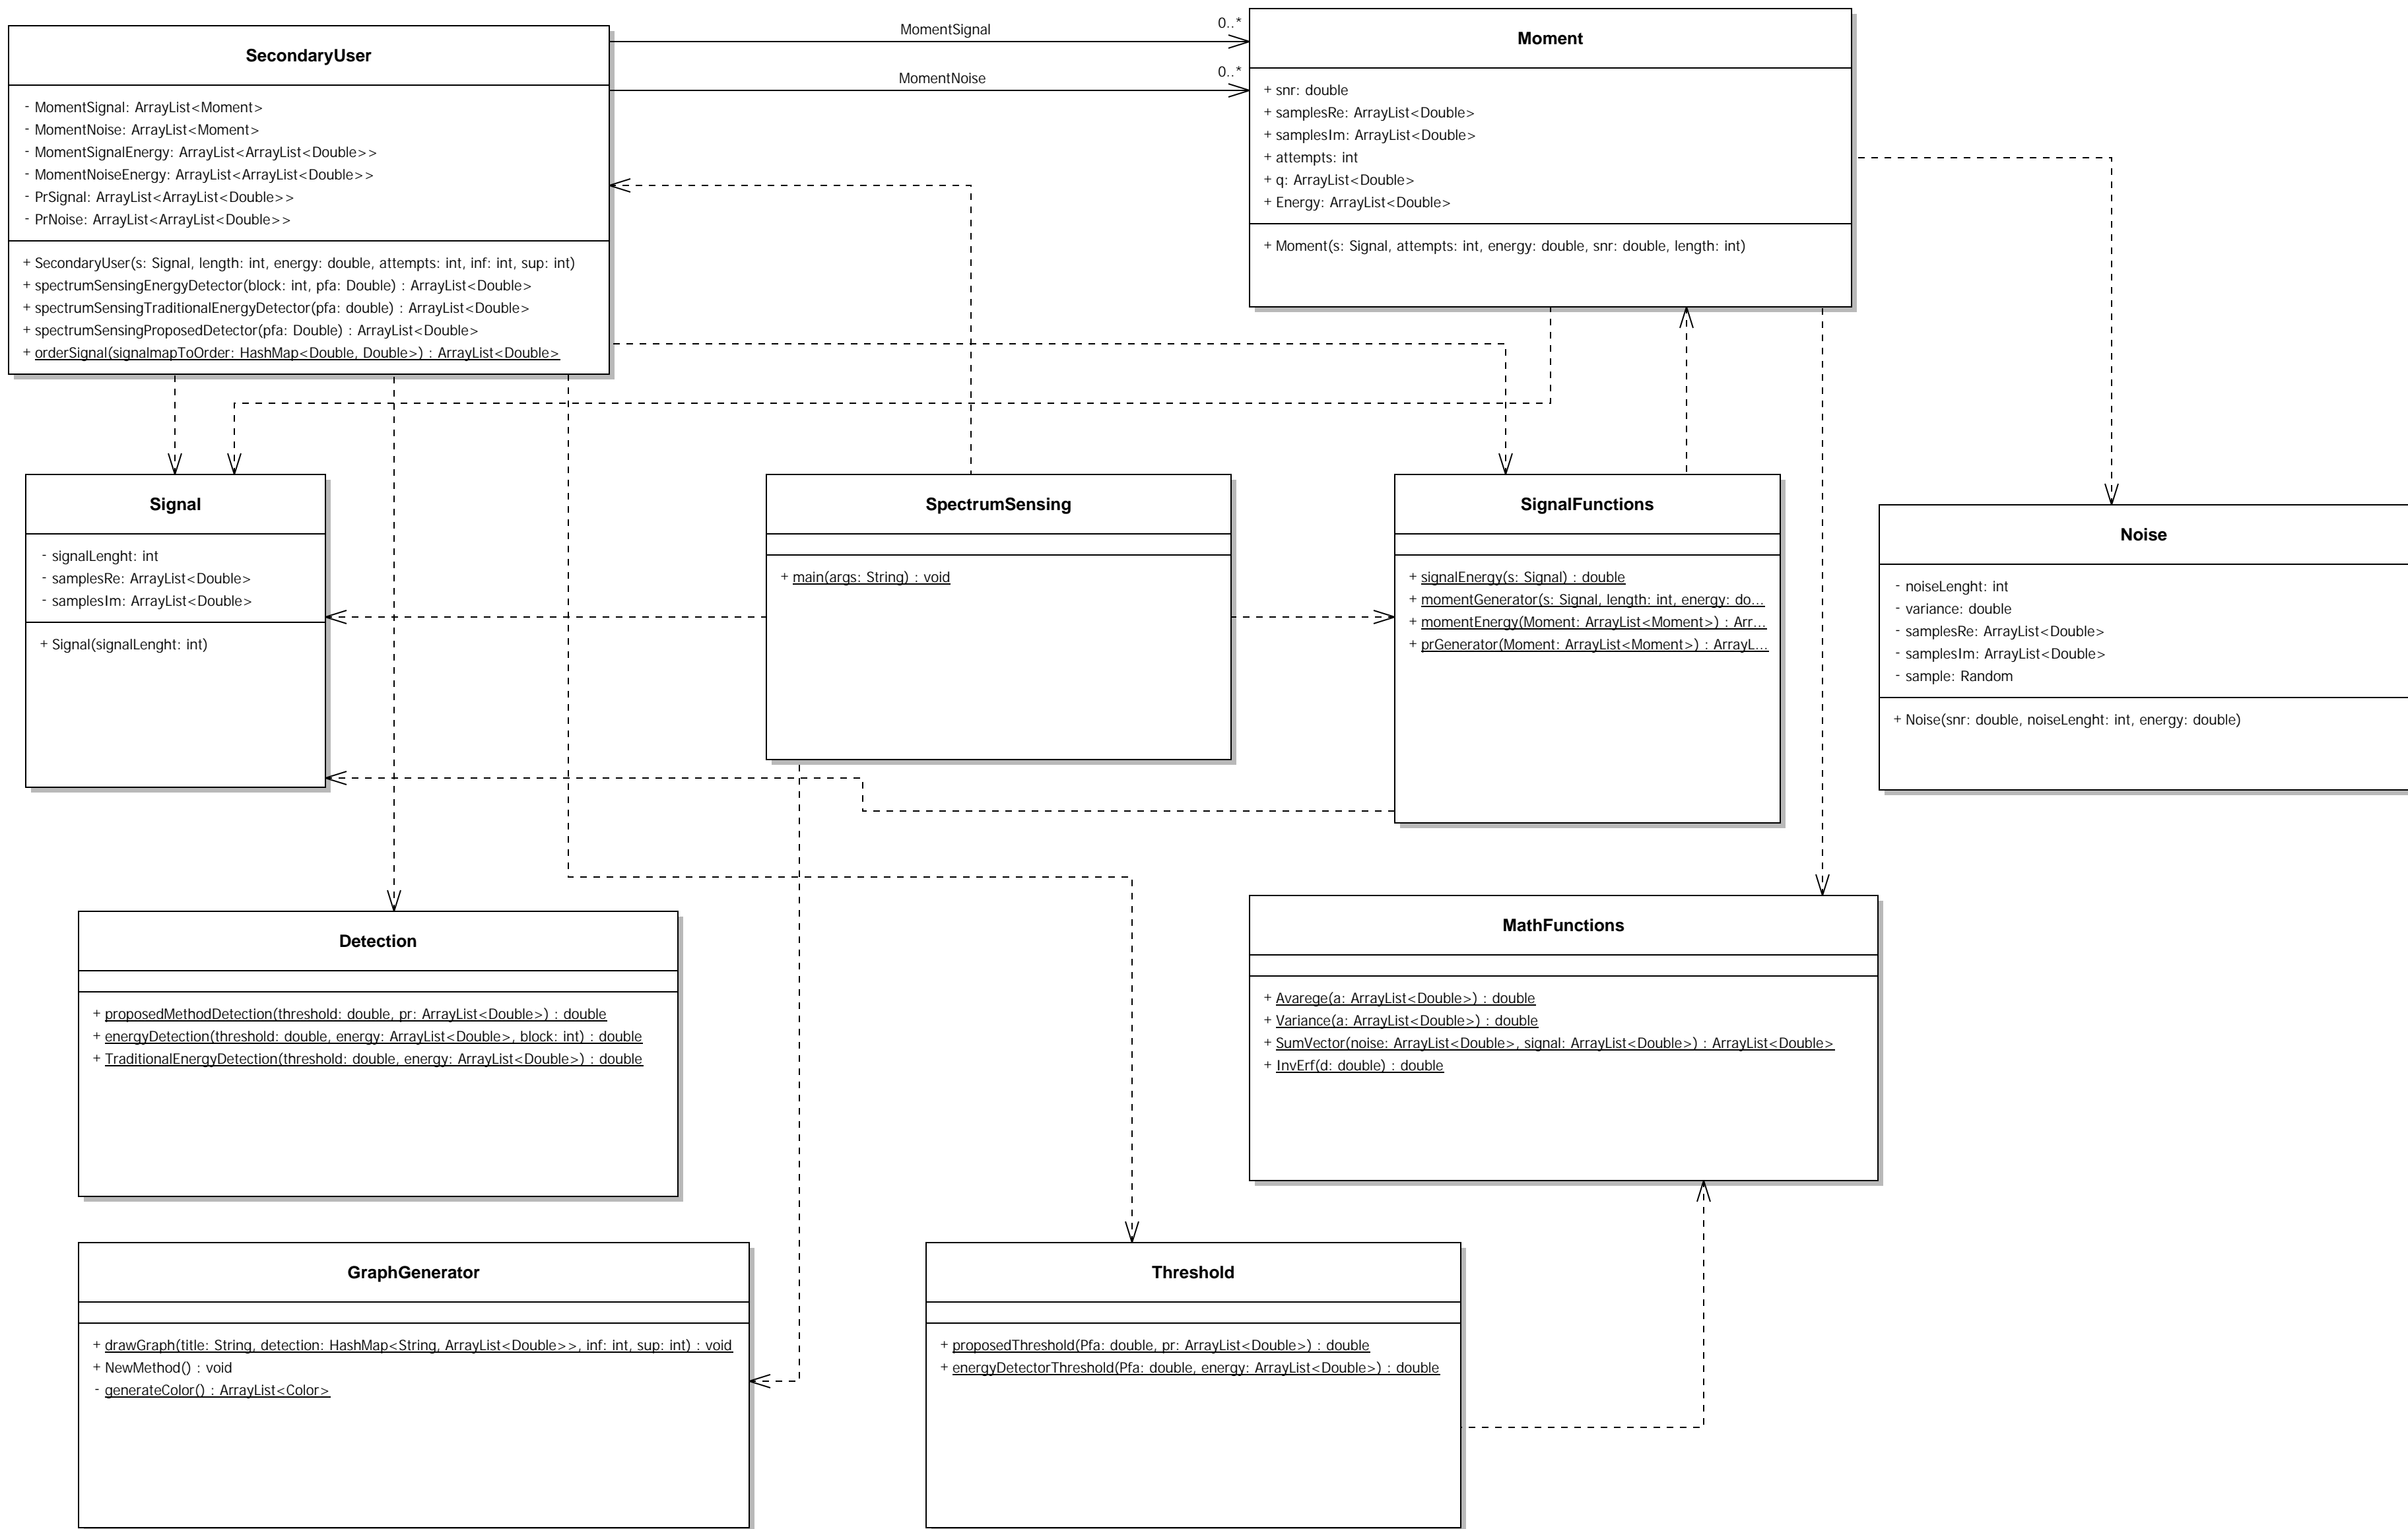 MomentSignal
0..*
MomentNoise
0..*
SecondaryUser
- MomentSignal: ArrayList<Moment>
- MomentNoise: ArrayList<Moment>
- MomentSignalEnergy: ArrayList<ArrayList<Double>>
- MomentNoiseEnergy: ArrayList<ArrayList<Double>>
- PrSignal: ArrayList<ArrayList<Double>>
- PrNoise: ArrayList<ArrayList<Double>>
+ SecondaryUser(s: Signal, length: int, energy: double, attempts: int, inf: int, sup: int)
+ spectrumSensingEnergyDetector(block: int, pfa: Double) : ArrayList<Double>
+ spectrumSensingTraditionalEnergyDetector(pfa: double) : ArrayList<Double>
+ spectrumSensingProposedDetector(pfa: Double) : ArrayList<Double>
+ orderSignal(signalmapToOrder: HashMap<Double, Double>) : ArrayList<Double>
Moment
+ snr: double
+ samplesRe: ArrayList<Double>
+ samplesIm: ArrayList<Double>
+ attempts: int
+ q: ArrayList<Double>
+ Energy: ArrayList<Double>
+ Moment(s: Signal, attempts: int, energy: double, snr: double, length: int)
Signal
- signalLenght: int
- samplesRe: ArrayList<Double>
- samplesIm: ArrayList<Double>
+ Signal(signalLenght: int)
SpectrumSensing
+ main(args: String) : void
SignalFunctions
+ signalEnergy(s: Signal) : double
+ momentGenerator(s: Signal, length: int, energy: do...
+ momentEnergy(Moment: ArrayList<Moment>) : Arr...
+ prGenerator(Moment: ArrayList<Moment>) : ArrayL...
Noise
- noiseLenght: int
- variance: double
- samplesRe: ArrayList<Double>
- samplesIm: ArrayList<Double>
- sample: Random
+ Noise(snr: double, noiseLenght: int, energy: double)
Detection
+ proposedMethodDetection(threshold: double, pr: ArrayList<Double>) : double
+ energyDetection(threshold: double, energy: ArrayList<Double>, block: int) : double
+ TraditionalEnergyDetection(threshold: double, energy: ArrayList<Double>) : double
MathFunctions
+ Avarege(a: ArrayList<Double>) : double
+ Variance(a: ArrayList<Double>) : double
+ SumVector(noise: ArrayList<Double>, signal: ArrayList<Double>) : ArrayList<Double>
+ InvErf(d: double) : double
GraphGenerator
+ drawGraph(title: String, detection: HashMap<String, ArrayList<Double>>, inf: int, sup: int) : void
+ NewMethod() : void
- generateColor() : ArrayList<Color>
Threshold
+ proposedThreshold(Pfa: double, pr: ArrayList<Double>) : double
+ energyDetectorThreshold(Pfa: double, energy: ArrayList<Double>) : double